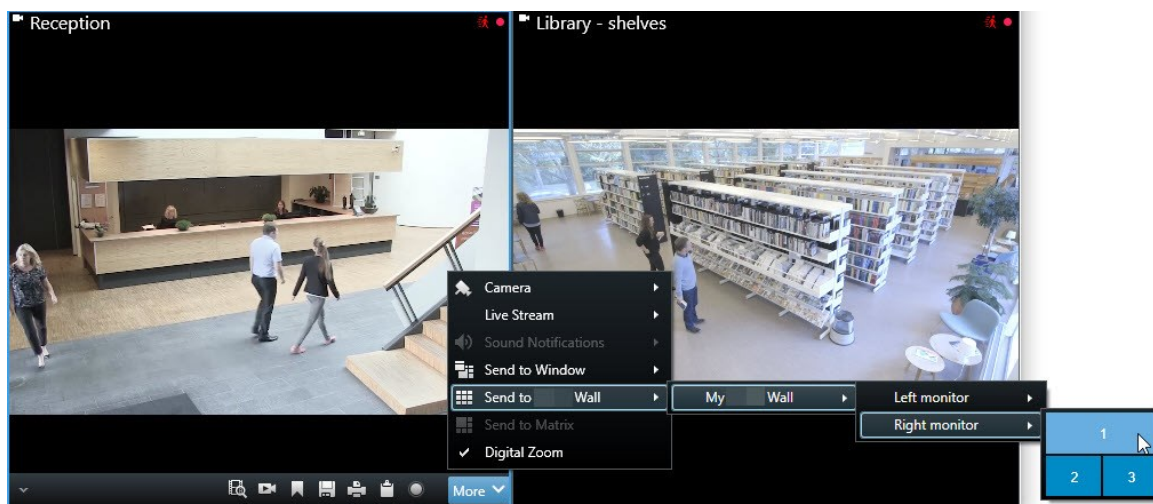 Reception
Library - shelves
Camera
Live Stream
Sound Notifications
Send to Window
Send to Wall
My Wall
Left monitor
Send to Matrix
Right monitor
1
Digital Zoom
2
3
More